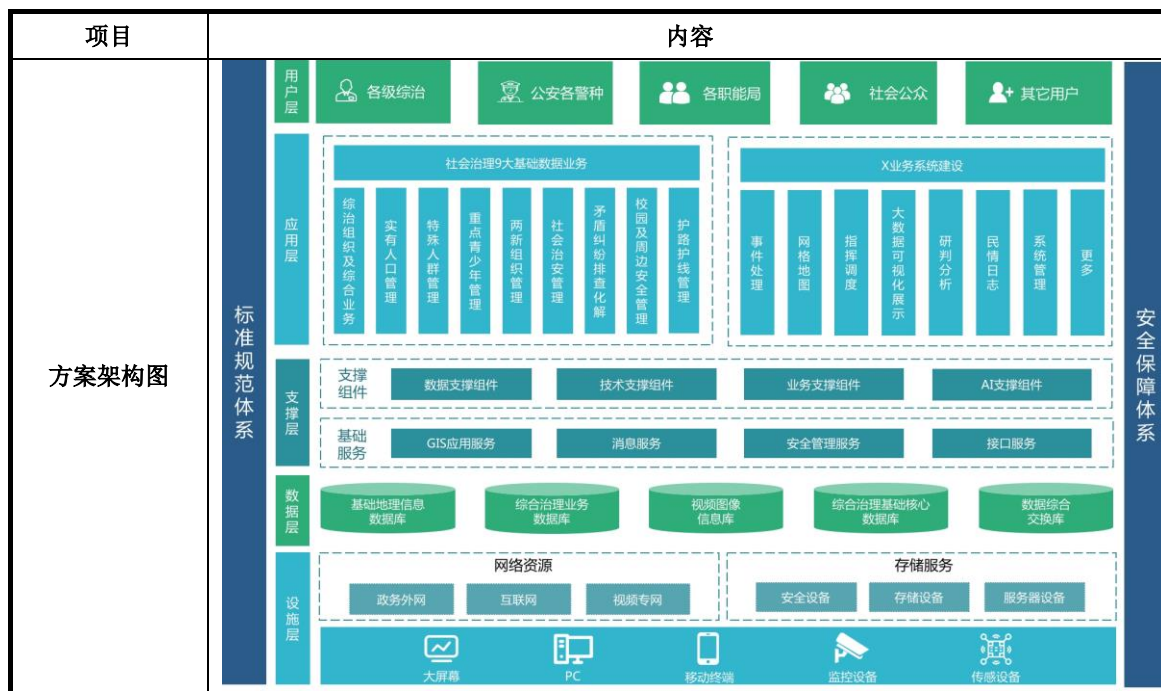 项目
内容
方案架构图
标准规范体系
用户层
各级综治
公安各警种
各职能局
社会公众
其它用户
应用层
社会治理9大基础数据业务
综治组织及综合业务
实有人口管理
特殊人群管理
重点青少年管理
两新组织管理
社会治安管理
矛盾纠纷排查化解
校园及周边安全管理
护路护线管理
X业务系统建设
事件处理
网格地图
指挥调度
大数据可视化展示
研判分析
民情日志
系统管理
更多
支撑层
支撑
组件
数据支撑组件
技术支撑组件
业务支撑组件
AI支撑组件
基础
服务
GIS应用服务
消息服务
安全管理服务
接口服务
数据层
基础地理信息
数据库
综合治理业务
数据库
视频图像
信息库
综合治理基础核心
数据库
数据综合
交换库
设施层
网络资源
政务外网
互联网
视频专网
存储服务
安全设备
存储设备
服务器设备
大屏幕
PC
移动终端
监控设备
传感设备
安全保障体系